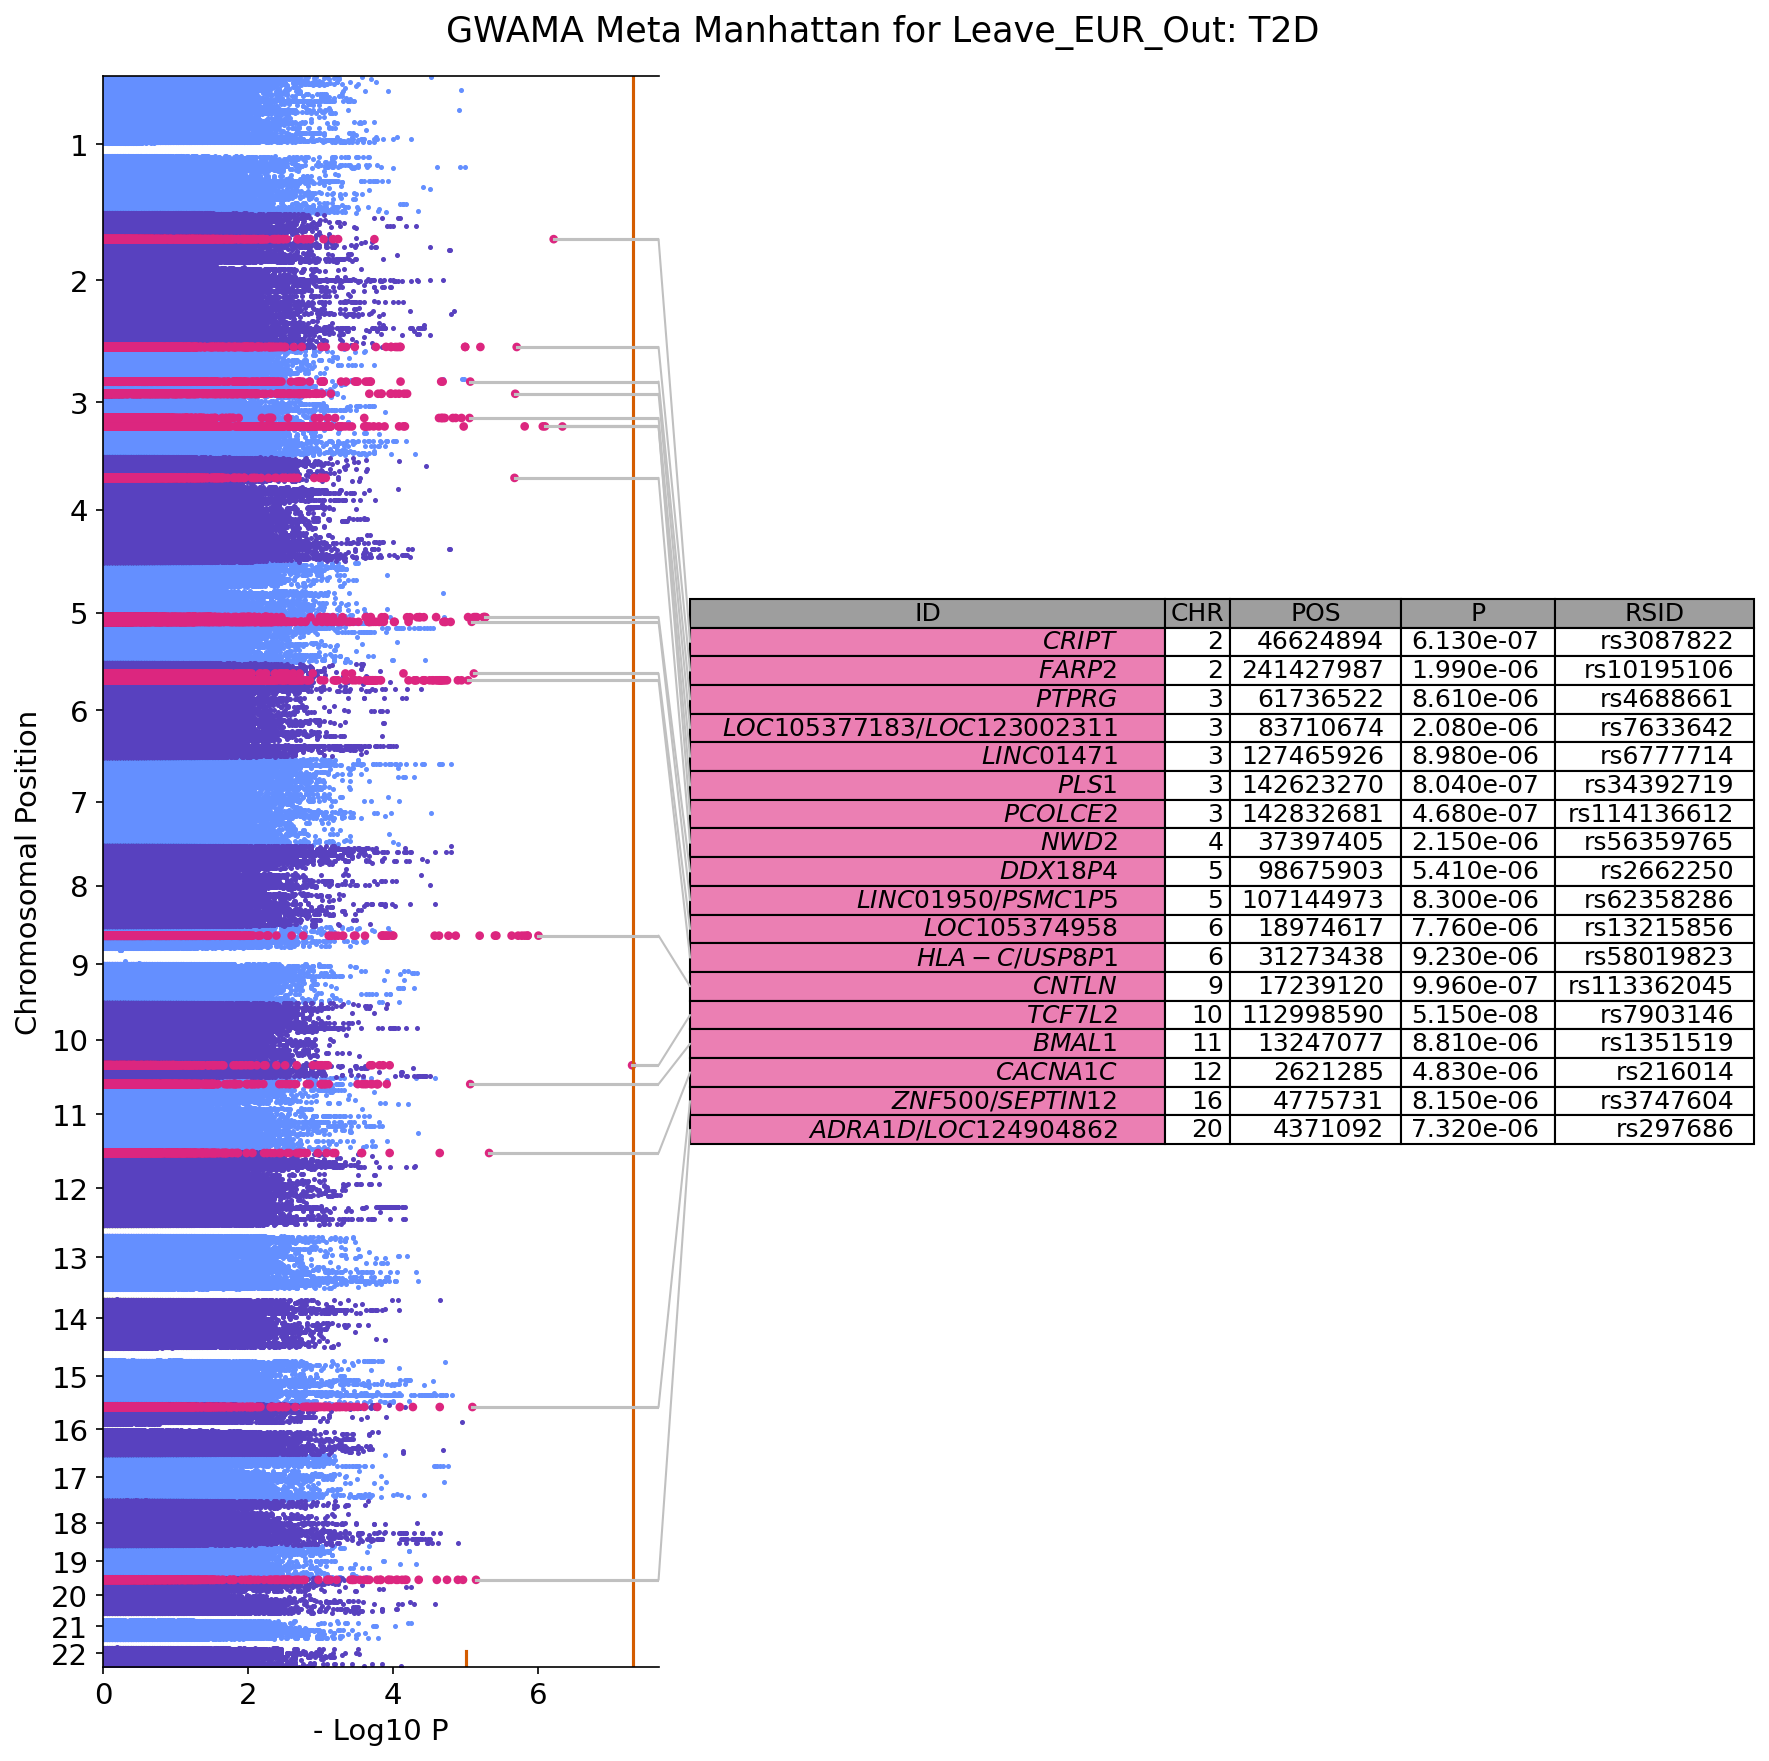 GWAMA Meta Manhattan for Leave_EUR_Out: T2D
1
2
3
4
5
6
7
8
9
10
11
12
13
14
15
16
17
18
19
20
21
22
Chromosomal Position
0 2 4 6
- Log10 P
ID CHR POS P RSID
CRIPT 2 46624894 6.130e-07 rs3087822
FARP2 2 241427987 1.990e-06 rs10195106
PTPRG 3 61736522 8.610e-06 rs4688661
LOC105377183/LOC123002311 3 83710674 2.080e-06 rs7633642
LINC01471 3 127465926 8.980e-06 rs6777714
PLS1 3 142623270 8.040e-07 rs34392719
PCOLCE2 3 142832681 4.680e-07 rs114136612
NWD2 4 37397405 2.150e-06 rs56359765
DDX18P4 5 98675903 5.410e-06 rs2662250
LINC01950/PSMC1P5 5 107144973 8.300e-06 rs62358286
LOC105374958 6 18974617 7.760e-06 rs13215856
HLA − C/USP8P1 6 31273438 9.230e-06 rs58019823
CNTLN 9 17239120 9.960e-07 rs113362045
TCF7L2 10 112998590 5.150e-08 rs7903146
BMAL1 11 13247077 8.810e-06 rs1351519
CACNA1C 12 2621285 4.830e-06 rs216014
ZNF500/SEPTIN12 16 4775731 8.150e-06 rs3747604
ADRA1D/LOC124904862 20 4371092 7.320e-06 rs297686